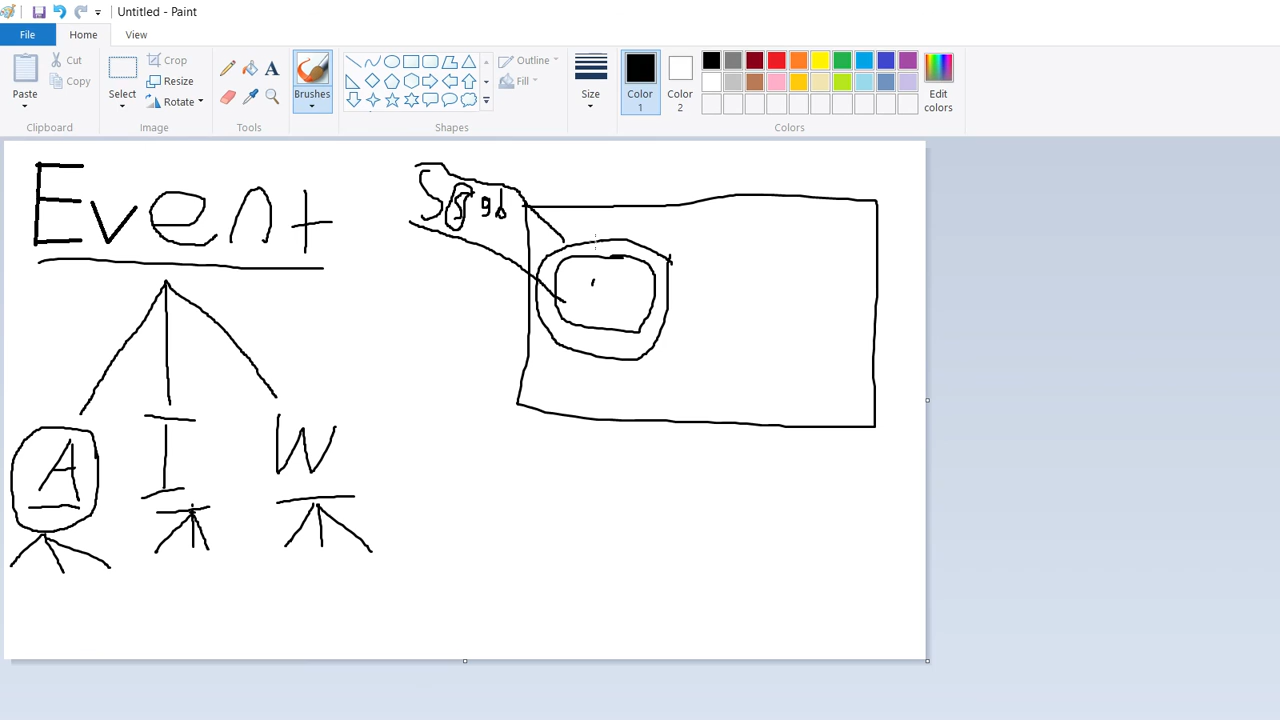 Untitled - Paint
File
Home
View
Paste
Cut
Copy
Clipboard
Select
Crop
Resize
Rotate
Image
A
Tools
Brushes
Shapes
Outline
Fill
Size
Color
1
Color
2
Edit
colors
Colors
Event
A
I
W